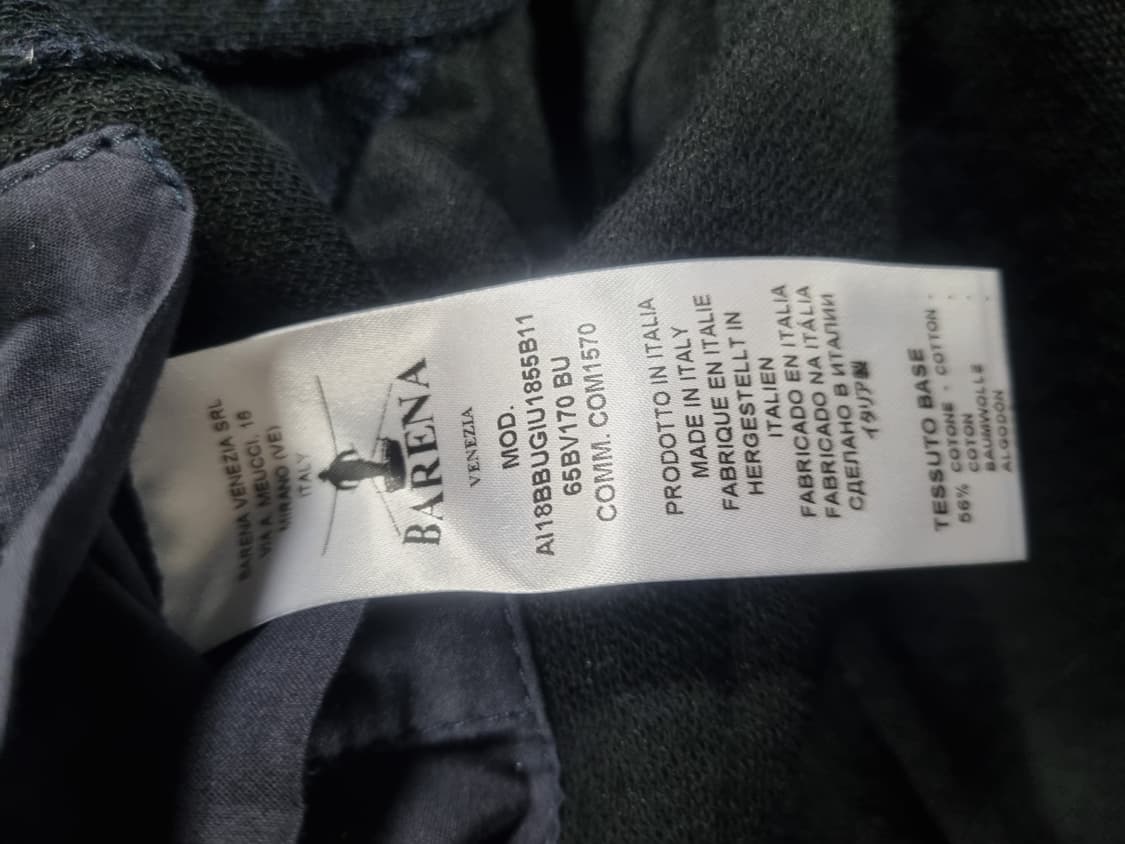 BARENA VENEZIA SRL
VIA A. MEUCCI, 16
MIRANO (VE)
ITALY
BARENA
VENEZIA
MOD.
AI18BBUGIU1855B11
65BV170 BU
COMM. COM1570
PRODOTTO IN ITALIA
MADE IN ITALY
FABRIQUE EN ITALIE
HERGESTELLT IN
ITALIEN
FABRICADO EN ITALIA
FABRICADO NA ITÁLIA
СДЕЛАНО В ИТАЛИИ
イタリア製
TESSUTO BASE
56% COTONE - COTTON -
COTON -
BAUMWOLLE -
ALGODÓN -